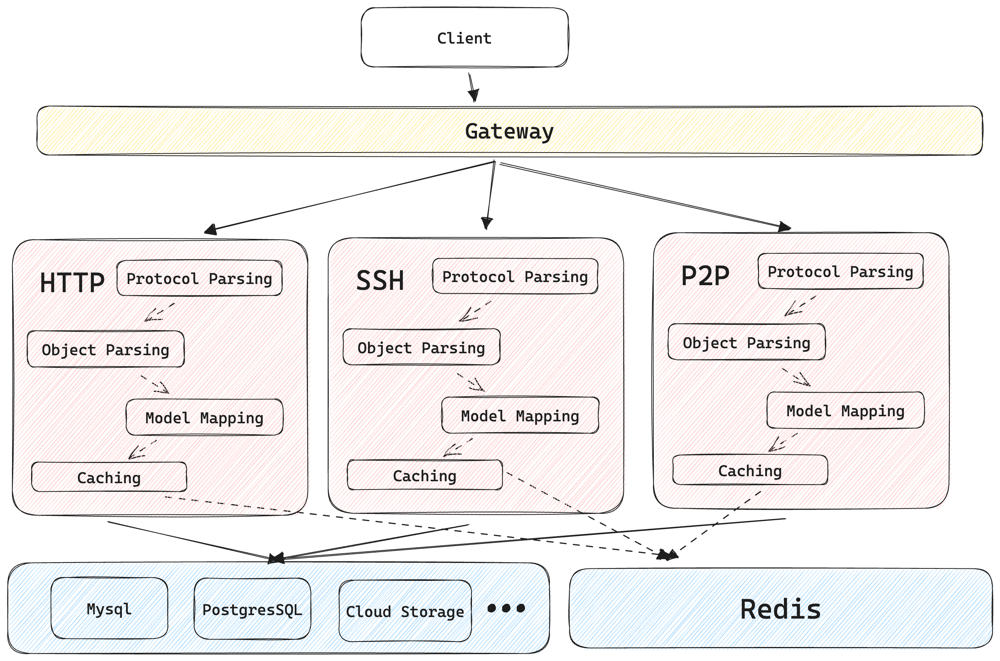 Client
Gateway
HTTP
Protocol Parsing
Object Parsing
Model Mapping
Caching
SSH
Protocol Parsing
Object Parsing
Model Mapping
Caching
P2P
Protocol Parsing
Object Parsing
Model Mapping
Caching
Mysql
PostgresSQL
Cloud Storage
•••
Redis